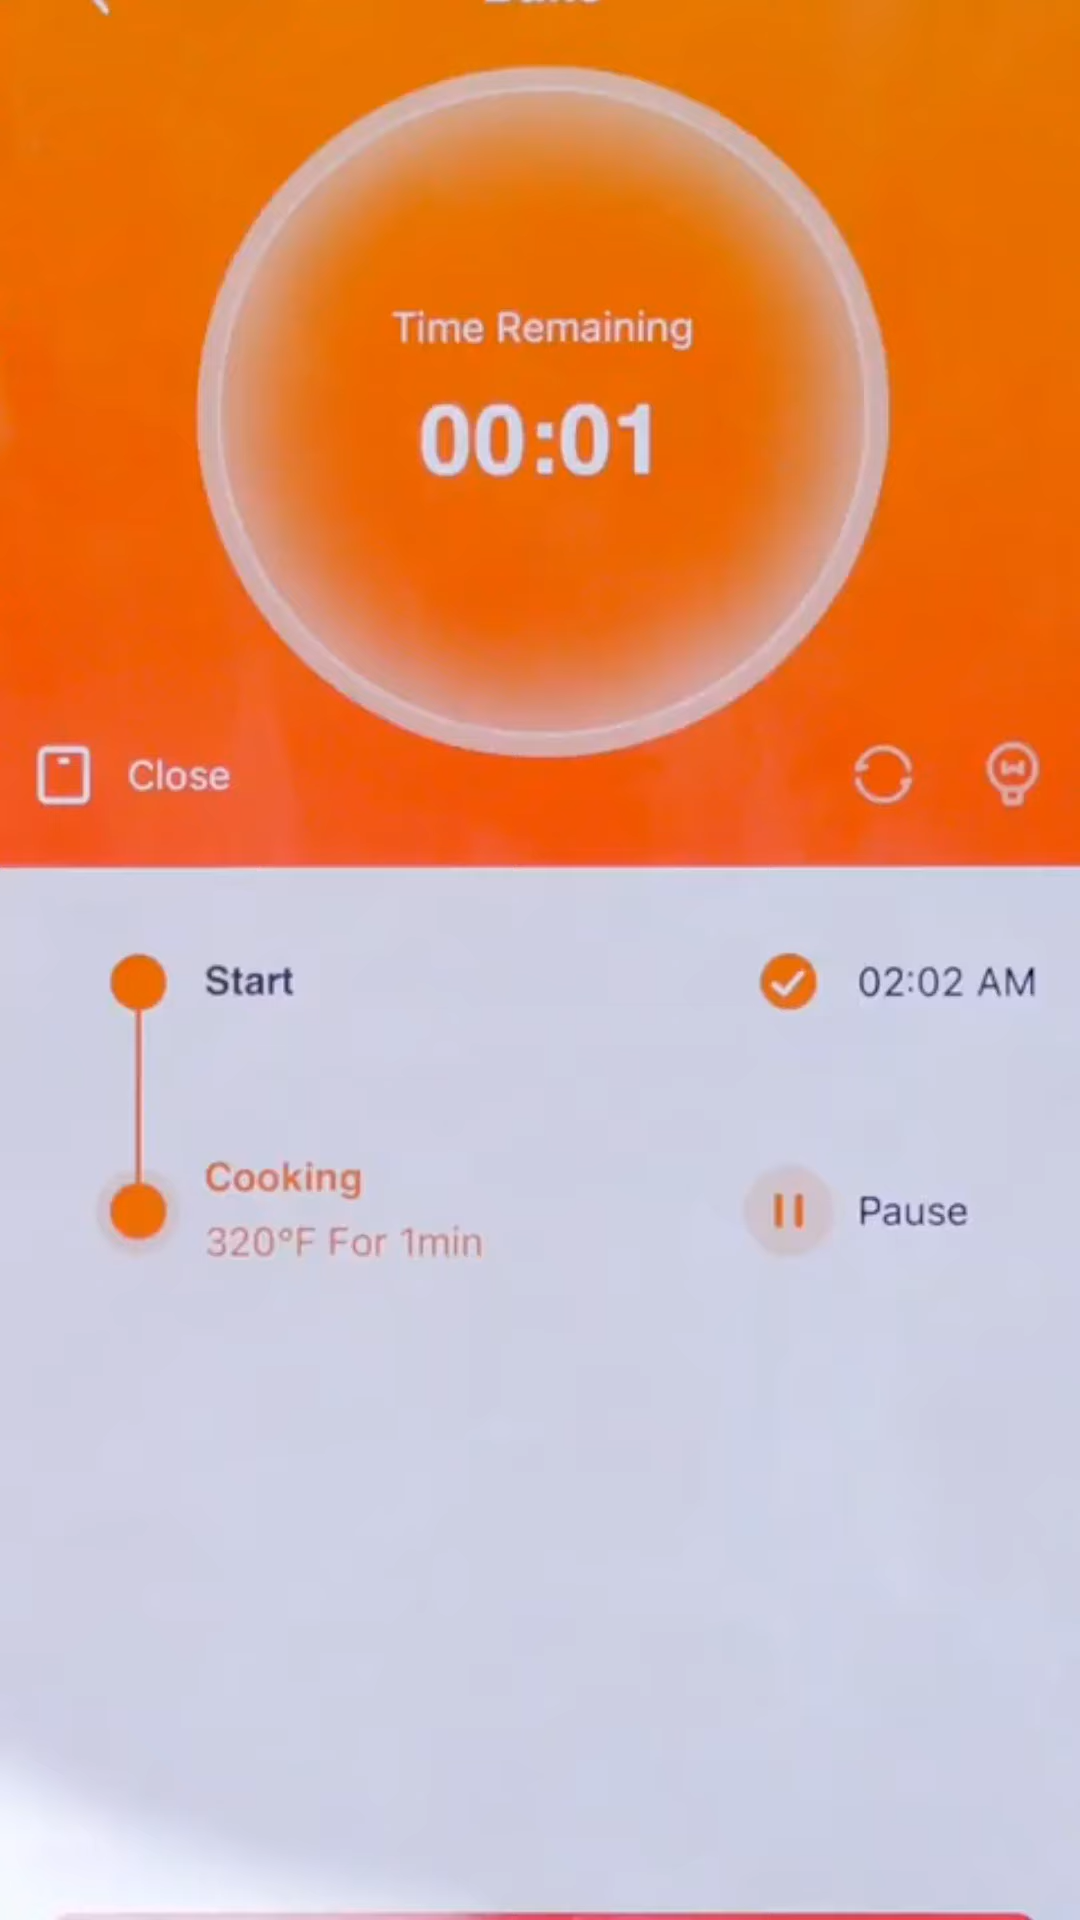 Time Remaining
00:01
Close
Start
02:02 AM
Cooking
320°F For 1min
Pause